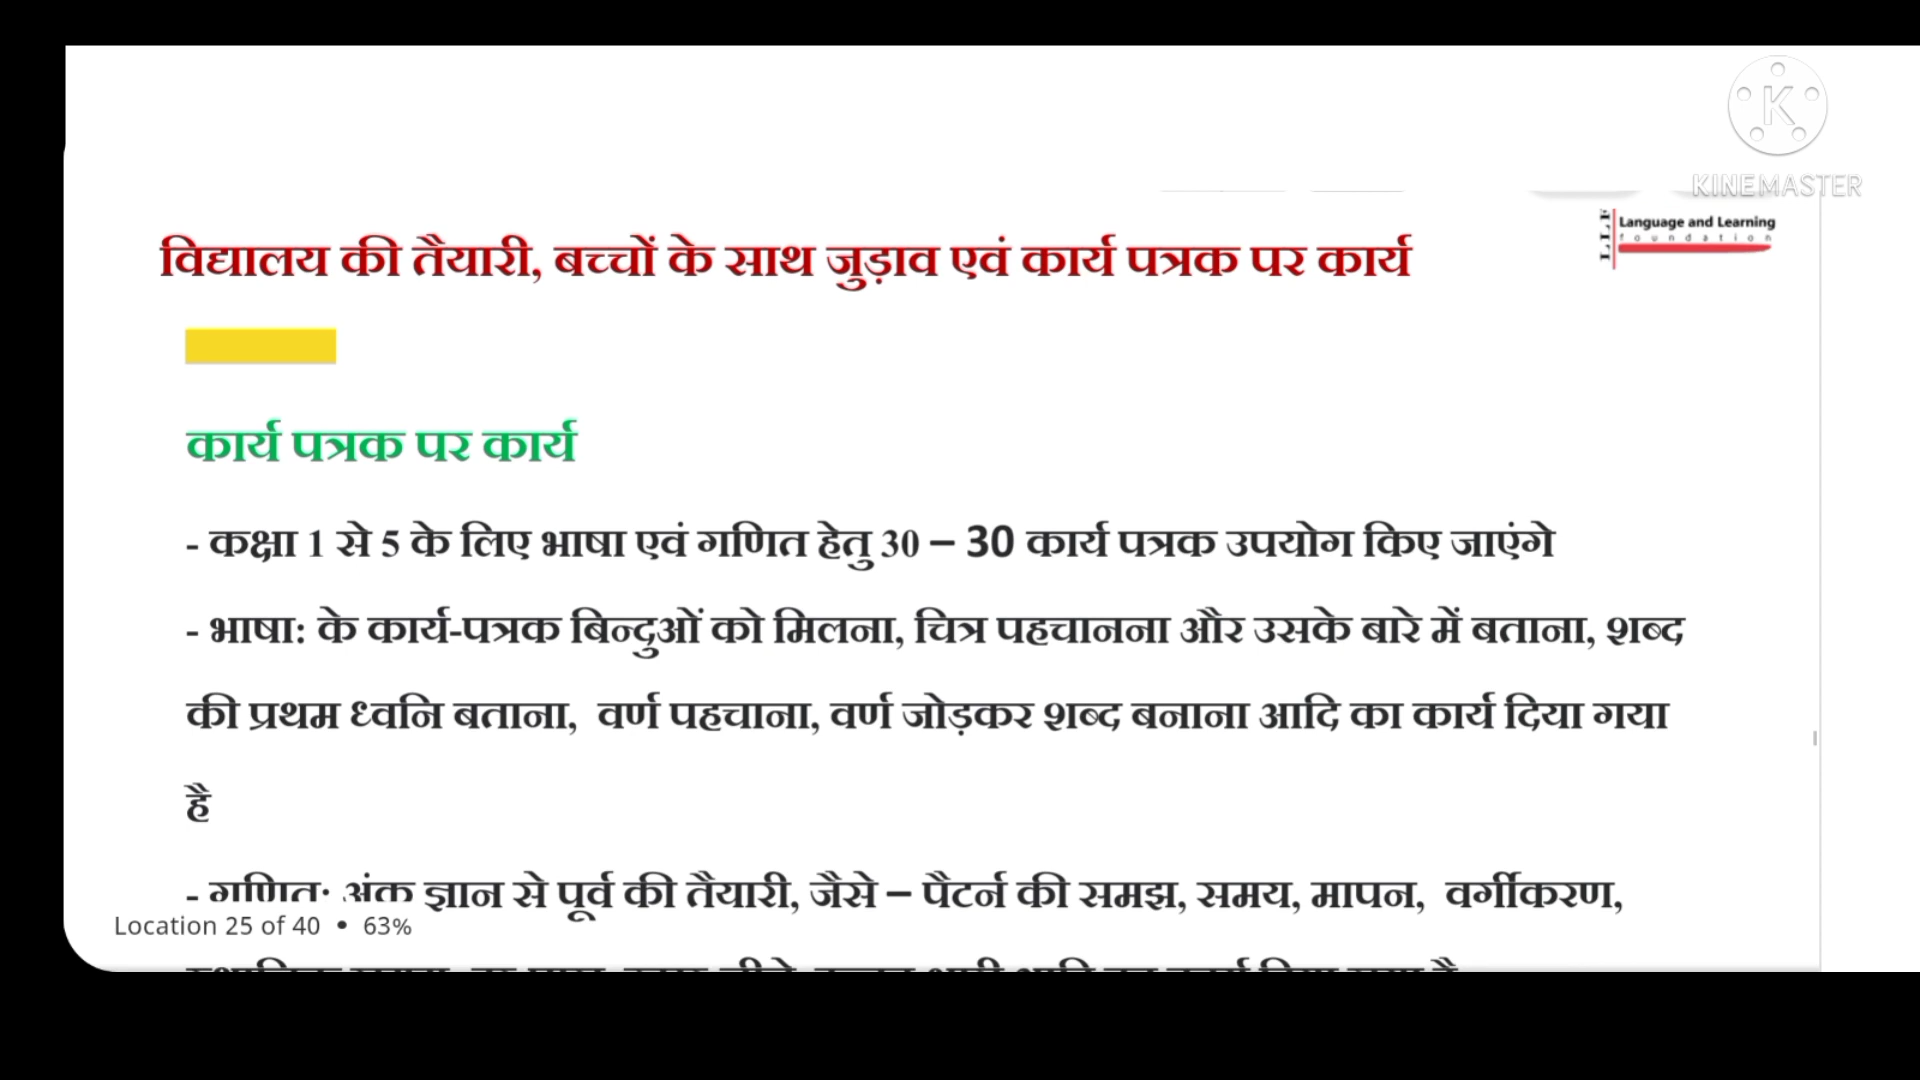 KINEMASTER
LLF Language and Learning
foundation
विद्यालय की तैयारी, बच्चों के साथ जुड़ाव एवं कार्य पत्रक पर कार्य
कार्य पत्रक पर कार्य
- कक्षा 1 से 5 के लिए भाषा एवं गणित हेतु 30 – 30 कार्य पत्रक उपयोग किए जाएंगे
- भाषा: के कार्य-पत्रक बिन्दुओं को मिलना, चित्र पहचानना और उसके बारे में बताना, शब्द
की प्रथम ध्वनि बताना, वर्ण पहचाना, वर्ण जोड़कर शब्द बनाना आदि का कार्य दिया गया
है
- गणित: अंक ज्ञान से पूर्व की तैयारी, जैसे – पैटर्न की समझ, समय, मापन, वर्गीकरण,
Location 25 of 40 • 63%